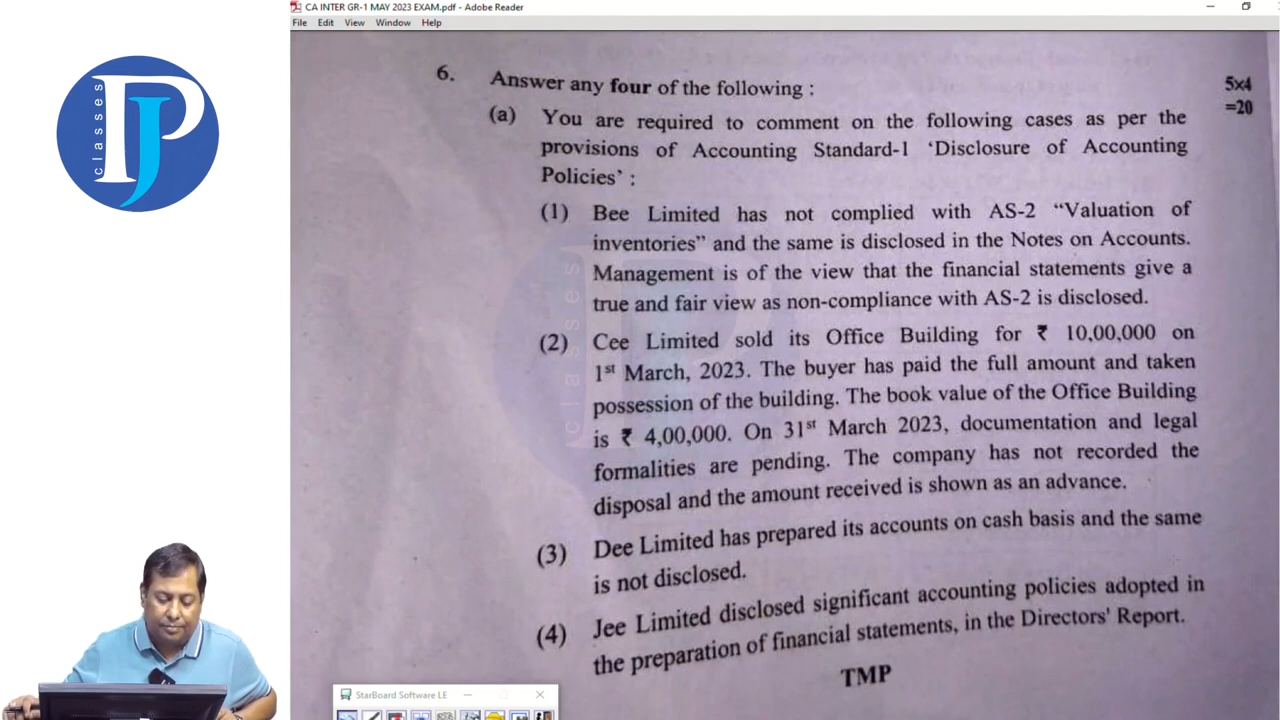 CA INTER GR-1 MAY 2023 EXAM.pdf - Adobe Reader
File Edit View Window Help
classes
PJ
6. Answer any four of the following : 5x4
=20
(a) You are required to comment on the following cases as per the
provisions of Accounting Standard-1 ‘Disclosure of Accounting
Policies’ :
(1) Bee Limited has not complied with AS-2 “Valuation of
inventories” and the same is disclosed in the Notes on Accounts.
Management is of the view that the financial statements give a
true and fair view as non-compliance with AS-2 is disclosed.
(2) Cee Limited sold its Office Building for ₹ 10,00,000 on
1st March, 2023. The buyer has paid the full amount and taken
possession of the building. The book value of the Office Building
is ₹ 4,00,000. On 31st March 2023, documentation and legal
formalities are pending. The company has not recorded the
disposal and the amount received is shown as an advance.
(3) Dee Limited has prepared its accounts on cash basis and the same
is not disclosed.
(4) Jee Limited disclosed significant accounting policies adopted in
the preparation of financial statements, in the Directors' Report.
TMP
classes
StarBoard Software LE